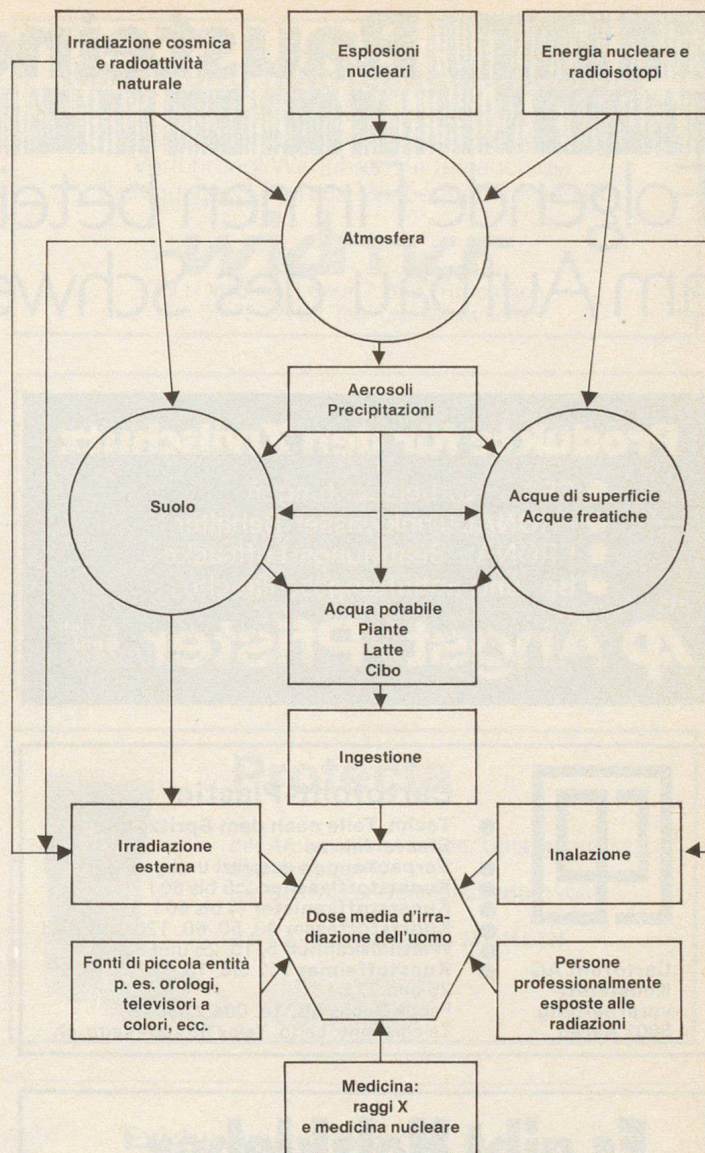 Irradiazione cosmica
e radioattività
naturale
Esplosioni
nucleari
Energia nucleare e
radioisotopi
Atmosfera
Aerosoli
Precipitazioni
Suolo
Acque di superficie
Acque freatiche
Acqua potabile
Piante
Latte
Cibo
Ingestione
Irradiazione
esterna
Inalazione
Dose media d'irra-
diazione dell'uomo
Fonti di piccola entità
p. es. orologi,
televisori a
colori, ecc.
Persone
professionalmente
esposte alle
radiazioni
Medicina:
raggi X
e medicina nucleare